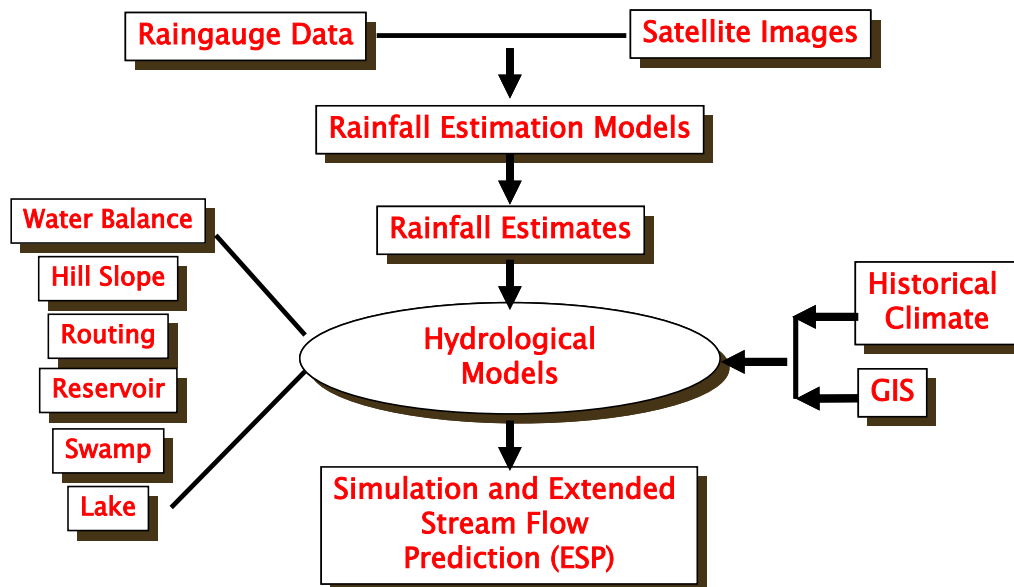 Raingauge Data
Satellite Images
Rainfall Estimation Models
Rainfall Estimates
Water Balance
Hill Slope
Routing
Reservoir
Swamp
Lake
Hydrological
Models
Historical
Climate
GIS
Simulation and Extended
Stream Flow
Prediction (ESP)